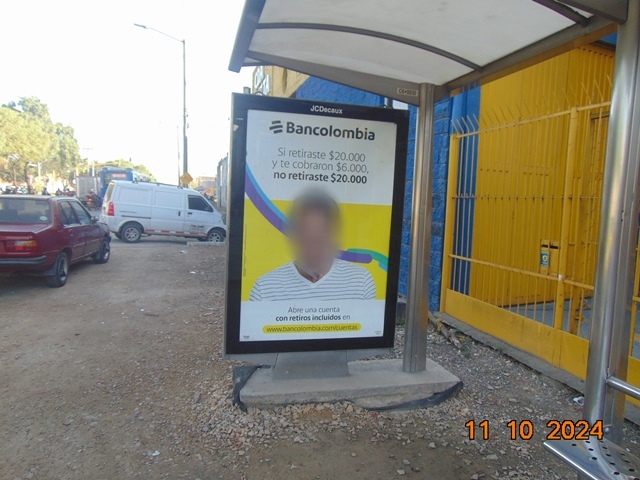 JCDecaux
Bancolombia
Si retiraste $20.000
y te cobraron $6.000,
no retiraste $20.000
Abre una cuenta
con retiros incluidos en
www.bancolombia.com/cuentas
11 10 2024